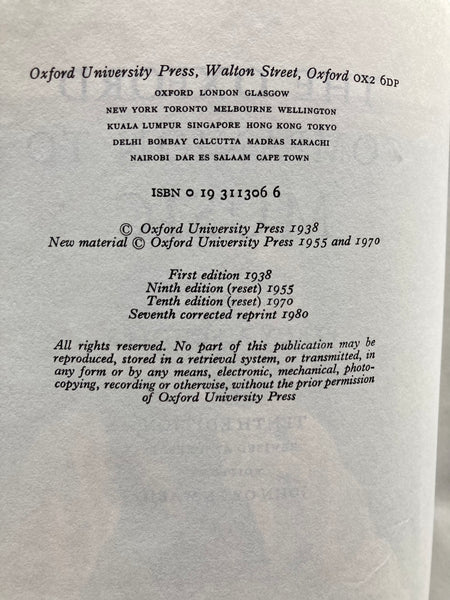 Oxford University Press, Walton Street, Oxford OX2 6DP
OXFORD LONDON GLASGOW
NEW YORK TORONTO MELBOURNE WELLINGTON
KUALA LUMPUR SINGAPORE HONG KONG TOKYO
DELHI BOMBAY CALCUTTA MADRAS KARACHI
NAIROBI DAR ES SALAAM CAPE TOWN
ISBN 0 19 311306 6
© Oxford University Press 1938
New material © Oxford University Press 1955 and 1970
First edition 1938
Ninth edition (reset) 1955
Tenth edition (reset) 1970
Seventh corrected reprint 1980
All rights reserved. No part of this publication may be
reproduced, stored in a retrieval system, or transmitted, in
any form or by any means, electronic, mechanical, photo-
copying, recording or otherwise, without the prior permission
of Oxford University Press